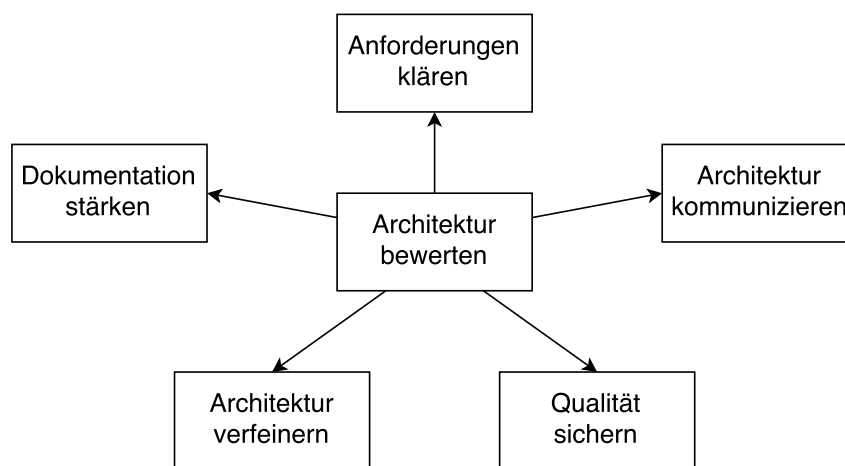 Anforderungen
klären
Dokumentation
stärken
Architektur
kommunizieren
Architektur
bewerten
Architektur
verfeinern
Qualität
sichern